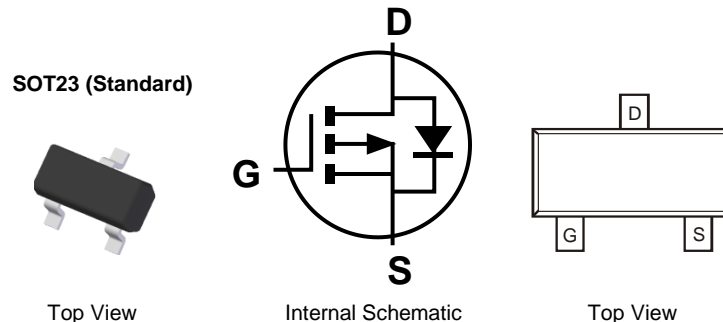 SOT23 (Standard)
D
G
S
D
G
S
Top View
Internal Schematic
Top View